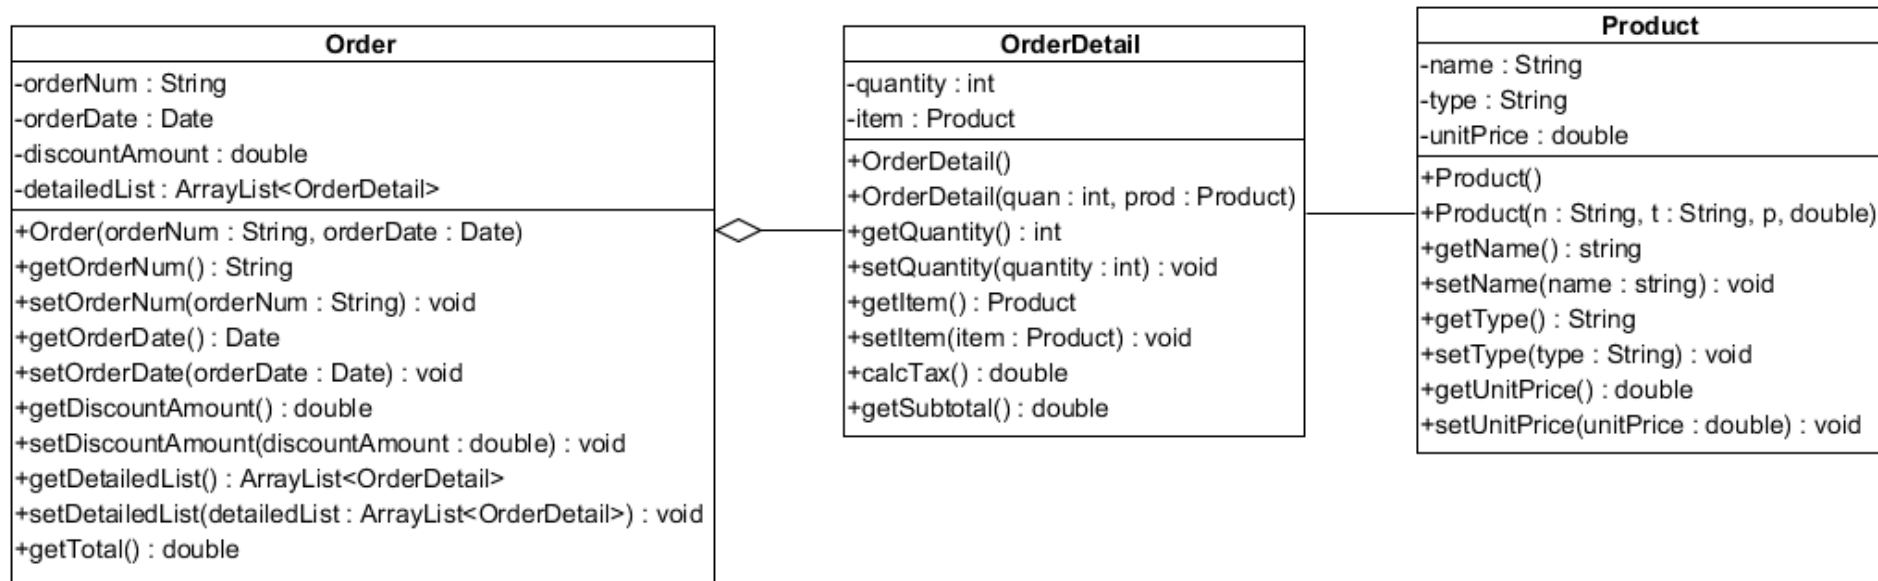 Order
-orderNum : String
-orderDate : Date
-discountAmount : double
-detailedList : ArrayList<OrderDetail>
+Order(orderNum : String, orderDate : Date)
+getOrderNum() : String
+setOrderNum(orderNum : String) : void
+getOrderDate() : Date
+setOrderDate(orderDate : Date) : void
+getDiscountAmount() : double
+setDiscountAmount(discountAmount : double) : void
+getDetailedList() : ArrayList<OrderDetail>
+setDetailedList(detailedList : ArrayList<OrderDetail>) : void
+getTotal() : double
OrderDetail
-quantity : int
-item : Product
+OrderDetail()
+OrderDetail(quan : int, prod : Product)
+getQuantity() : int
+setQuantity(quantity : int) : void
+getItem() : Product
+setItem(item : Product) : void
+calcTax() : double
+getSubtotal() : double
Product
-name : String
-type : String
-unitPrice : double
+Product()
+Product(n : String, t : String, p, double)
+getName() : string
+setName(name : string) : void
+getType() : String
+setType(type : String) : void
+getUnitPrice() : double
+setUnitPrice(unitPrice : double) : void